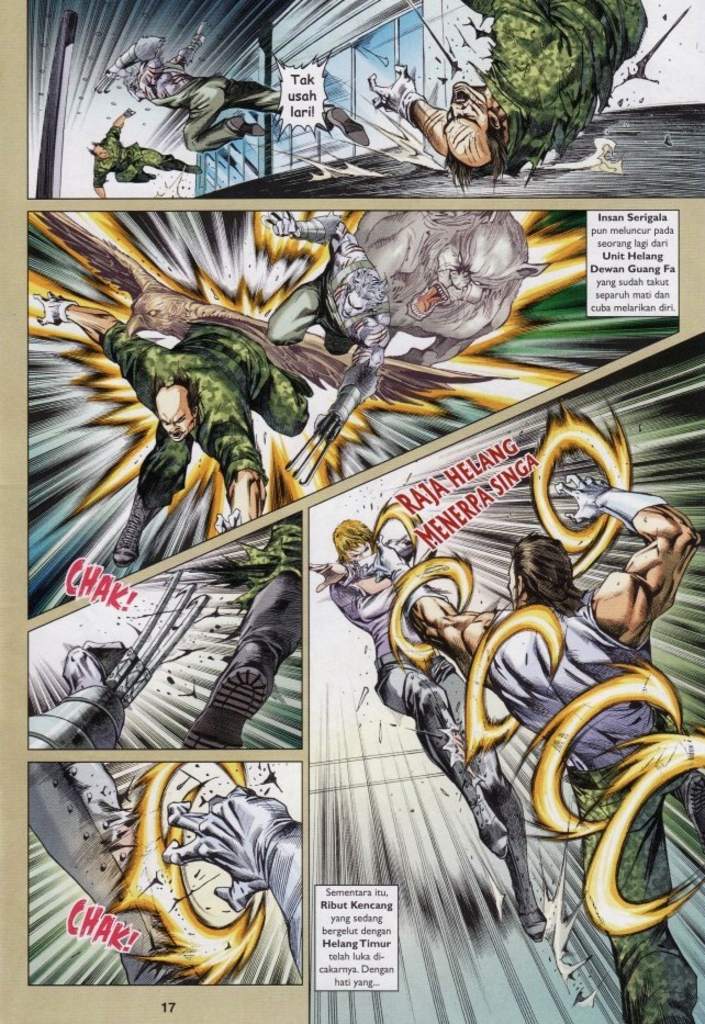 Tak
usah
lari!
Insan Serigala
pun meluncur pada
seorang lagi dari
Unit Helang
Dewan Guang Fa
yang sudah takut
separuh mati dan
cuba melarikan diri.
RAJA HELANG
MENERPA SINGA
CHAK!
CHAK!
CHAK!
Sementara itu,
Ribut Kencang
yang sedang
bergelut dengan
Helang Timur
telah luka di-
cakarnya. Dengan
hati yang...
17